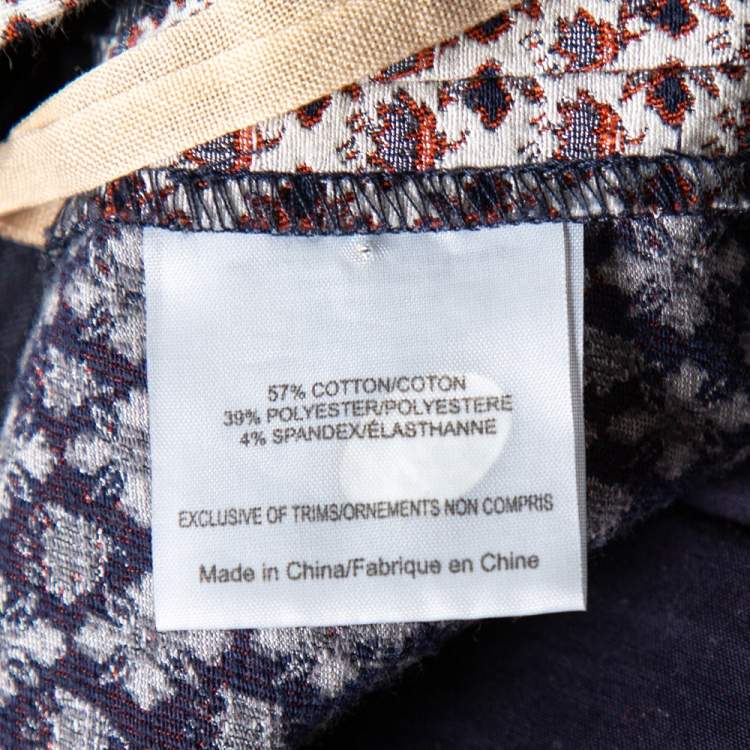 57% COTTON/COTON
39% POLYESTER/POLYESTERE
4% SPANDEX/ÉLASTHANNE
EXCLUSIVE OF TRIMS/ORNEMENTS NON COMPRIS
Made in China/Fabrique en Chine